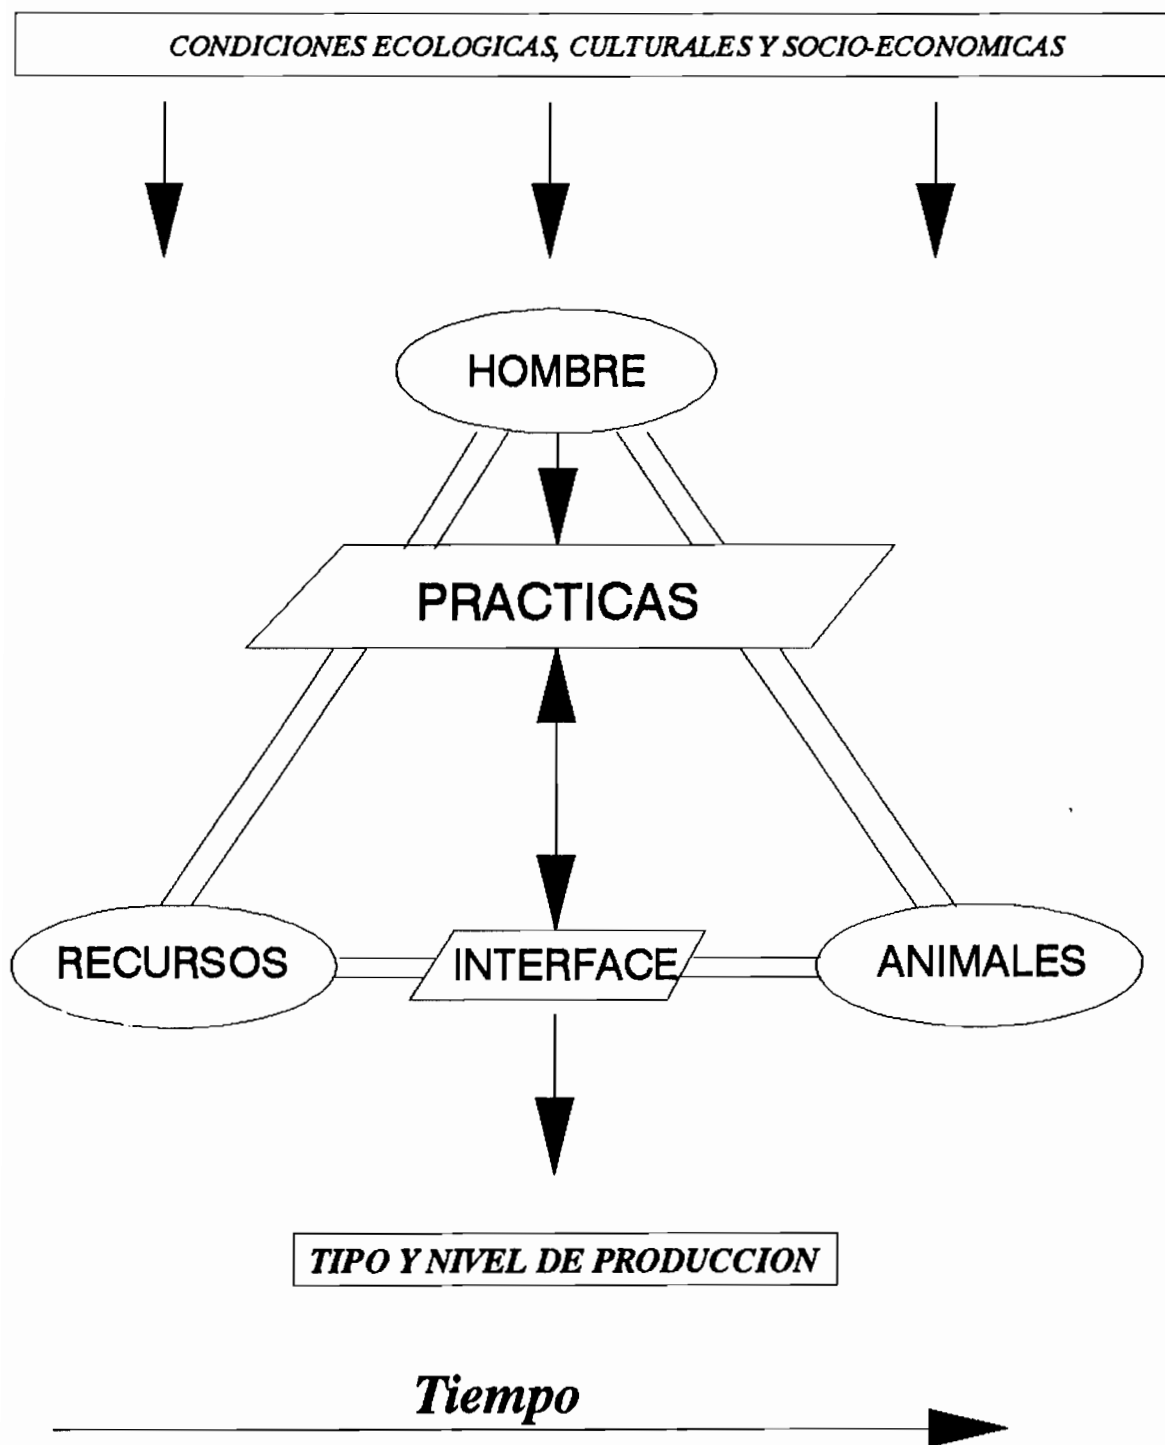 CONDICIONES ECOLOGICAS, CULTURALES Y SOCIO-ECONOMICAS
HOMBRE
PRACTICAS
RECURSOS
INTERFACE
ANIMALES
TIPO Y NIVEL DE PRODUCCION
Tiempo